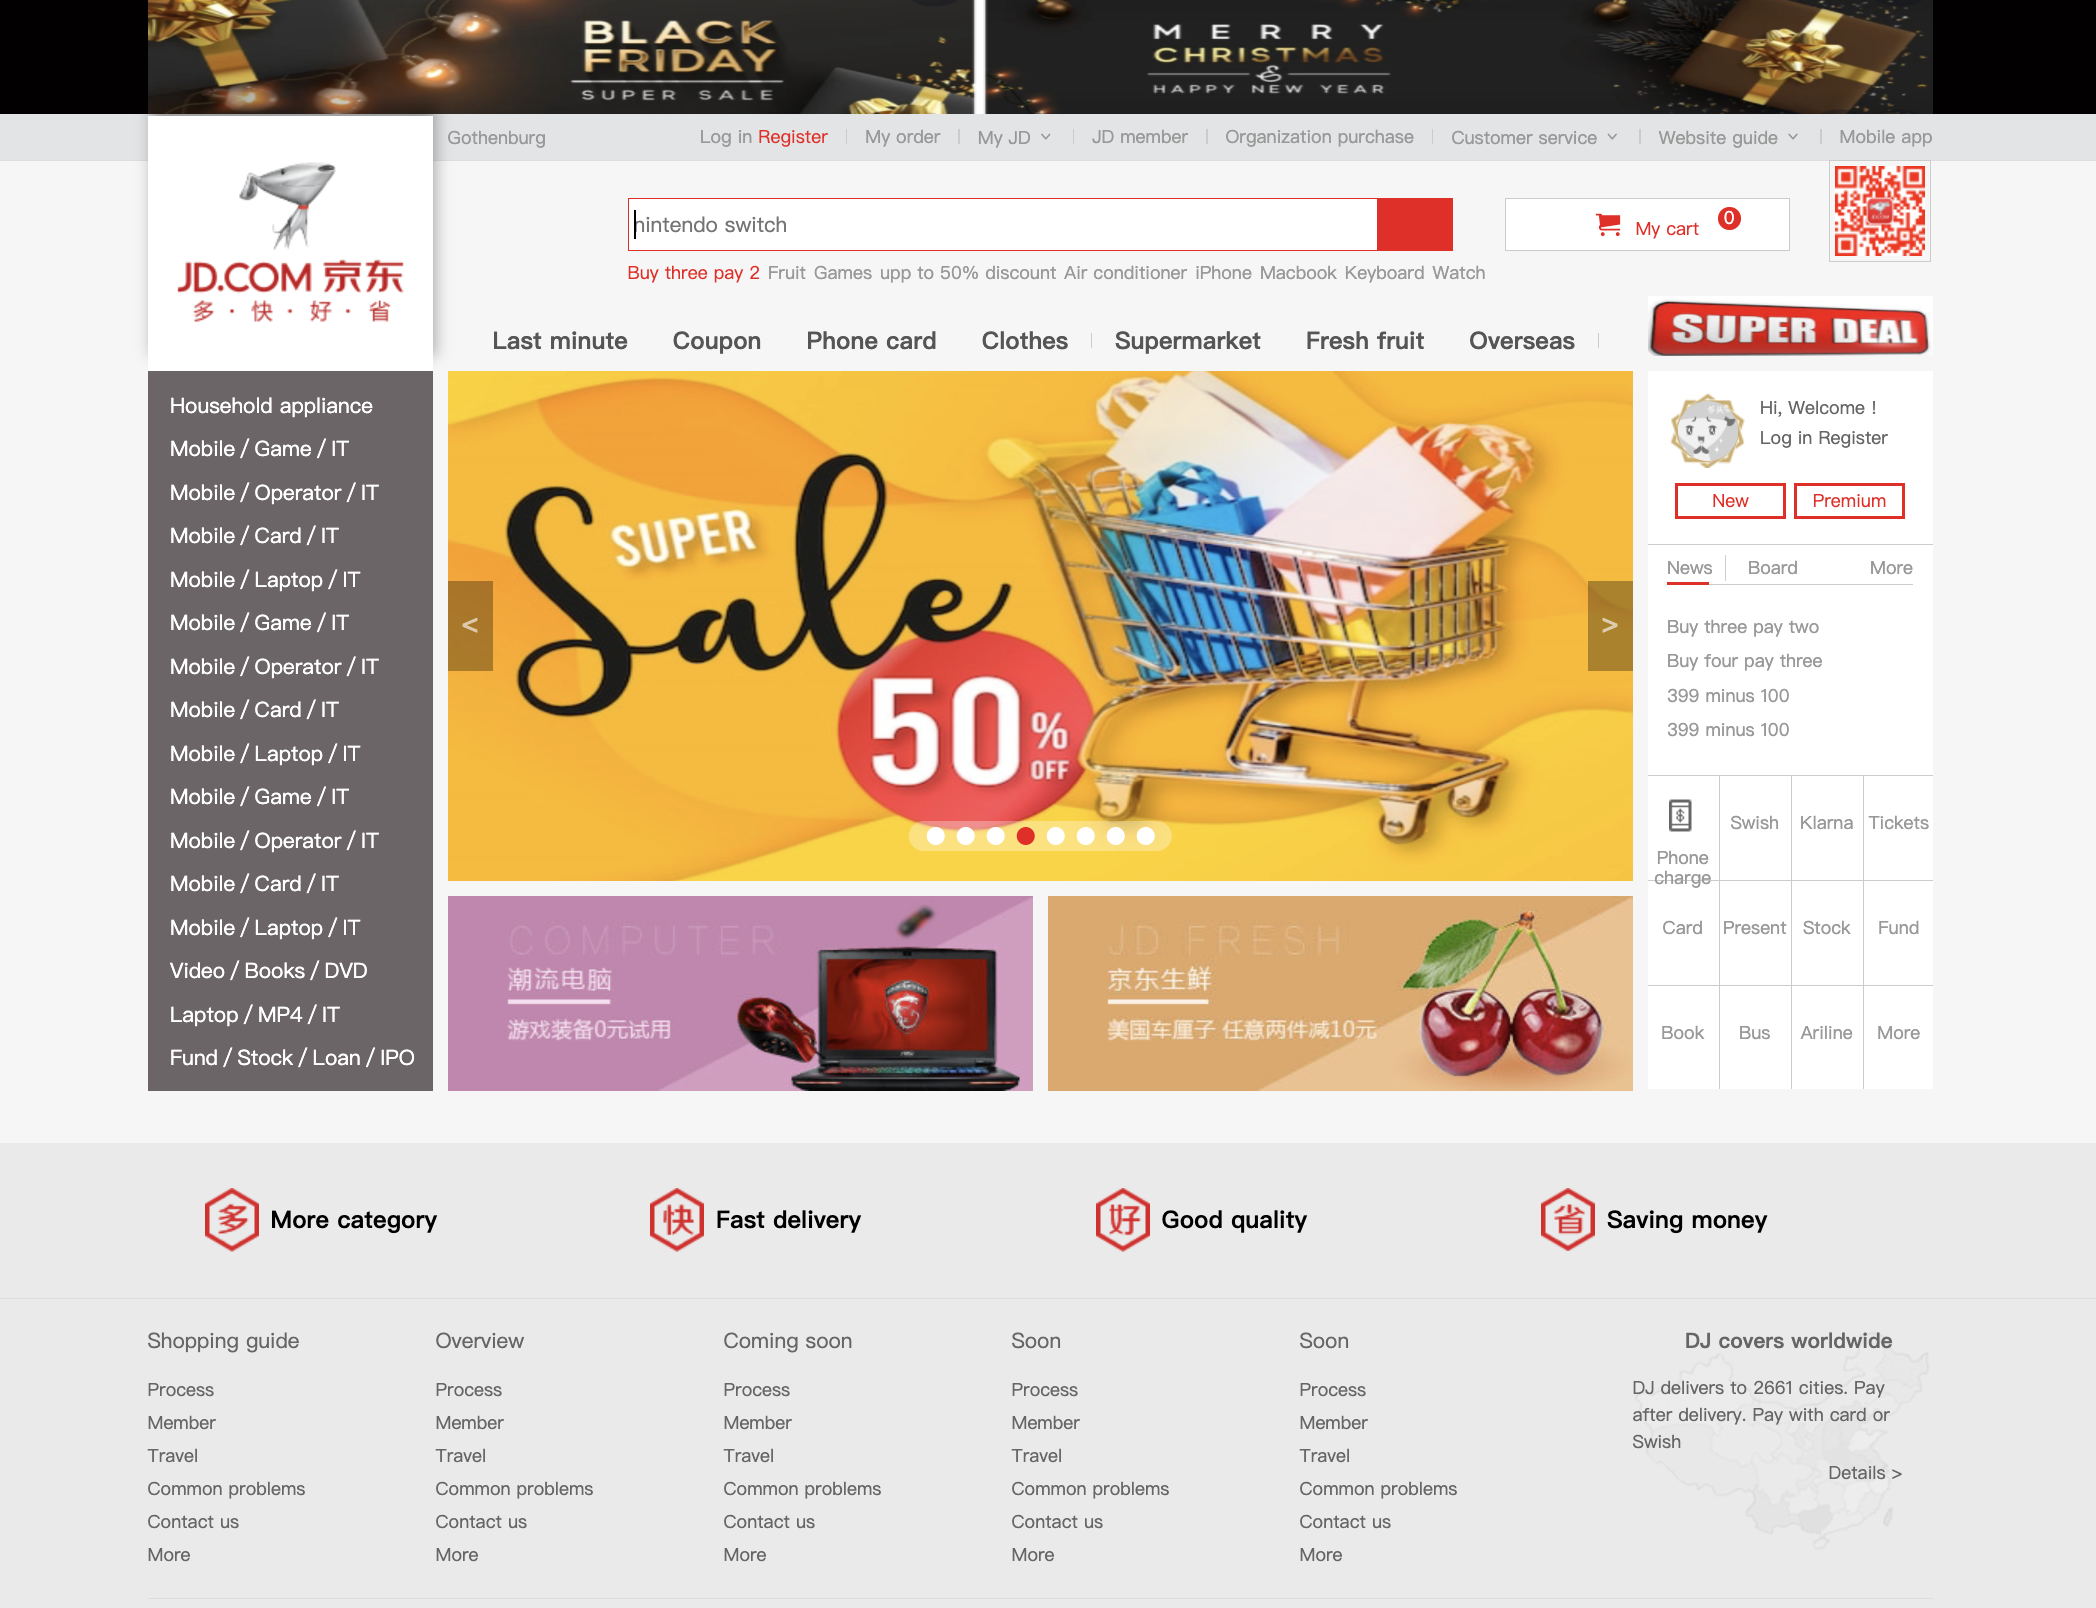 BLACK
FRIDAY
SUPER SALE
MERRY
CHRISTMAS
&
HAPPY NEW YEAR
Gothenburg
Log in Register
My order
My JD
JD member
Organization purchase
Customer service
Website guide
Mobile app
JD.COM 京东
多·快·好·省
nintendo switch
My cart 0
Buy three pay 2 Fruit Games upp to 50% discount Air conditioner iPhone Macbook Keyboard Watch
Last minute Coupon Phone card Clothes Supermarket Fresh fruit Overseas
SUPER DEAL
Household appliance
Mobile / Game / IT
Mobile / Operator / IT
Mobile / Card / IT
Mobile / Laptop / IT
Mobile / Game / IT
Mobile / Operator / IT
Mobile / Card / IT
Mobile / Laptop / IT
Mobile / Game / IT
Mobile / Operator / IT
Mobile / Card / IT
Mobile / Laptop / IT
Video / Books / DVD
Laptop / MP4 / IT
Fund / Stock / Loan / IPO
SUPER
Sale
50% OFF
<
>
COMPUTER
潮流电脑
游戏装备0元试用
JD FRESH
京东生鲜
美国车厘子 任意两件减10元
Hi, Welcome !
Log in Register
New
Premium
News
Board
More
Buy three pay two
Buy four pay three
399 minus 100
399 minus 100
Phone charge
Swish
Klarna
Tickets
Card
Present
Stock
Fund
Book
Bus
Ariline
More
多 More category
快 Fast delivery
好 Good quality
省 Saving money
Shopping guide
Process
Member
Travel
Common problems
Contact us
More
Overview
Process
Member
Travel
Common problems
Contact us
More
Coming soon
Process
Member
Travel
Common problems
Contact us
More
Soon
Process
Member
Travel
Common problems
Contact us
More
Soon
Process
Member
Travel
Common problems
Contact us
More
DJ covers worldwide
DJ delivers to 2661 cities. Pay
after delivery. Pay with card or
Swish
Details >